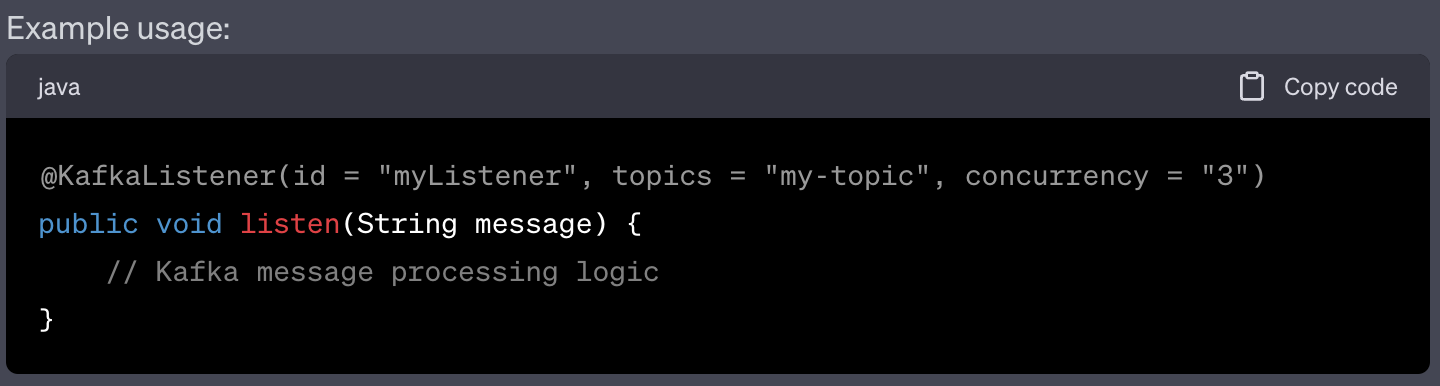 Example usage:
java
Copy code
@KafkaListener(id = "myListener", topics = "my-topic", concurrency = "3")
public void listen(String message) {
    // Kafka message processing logic
}